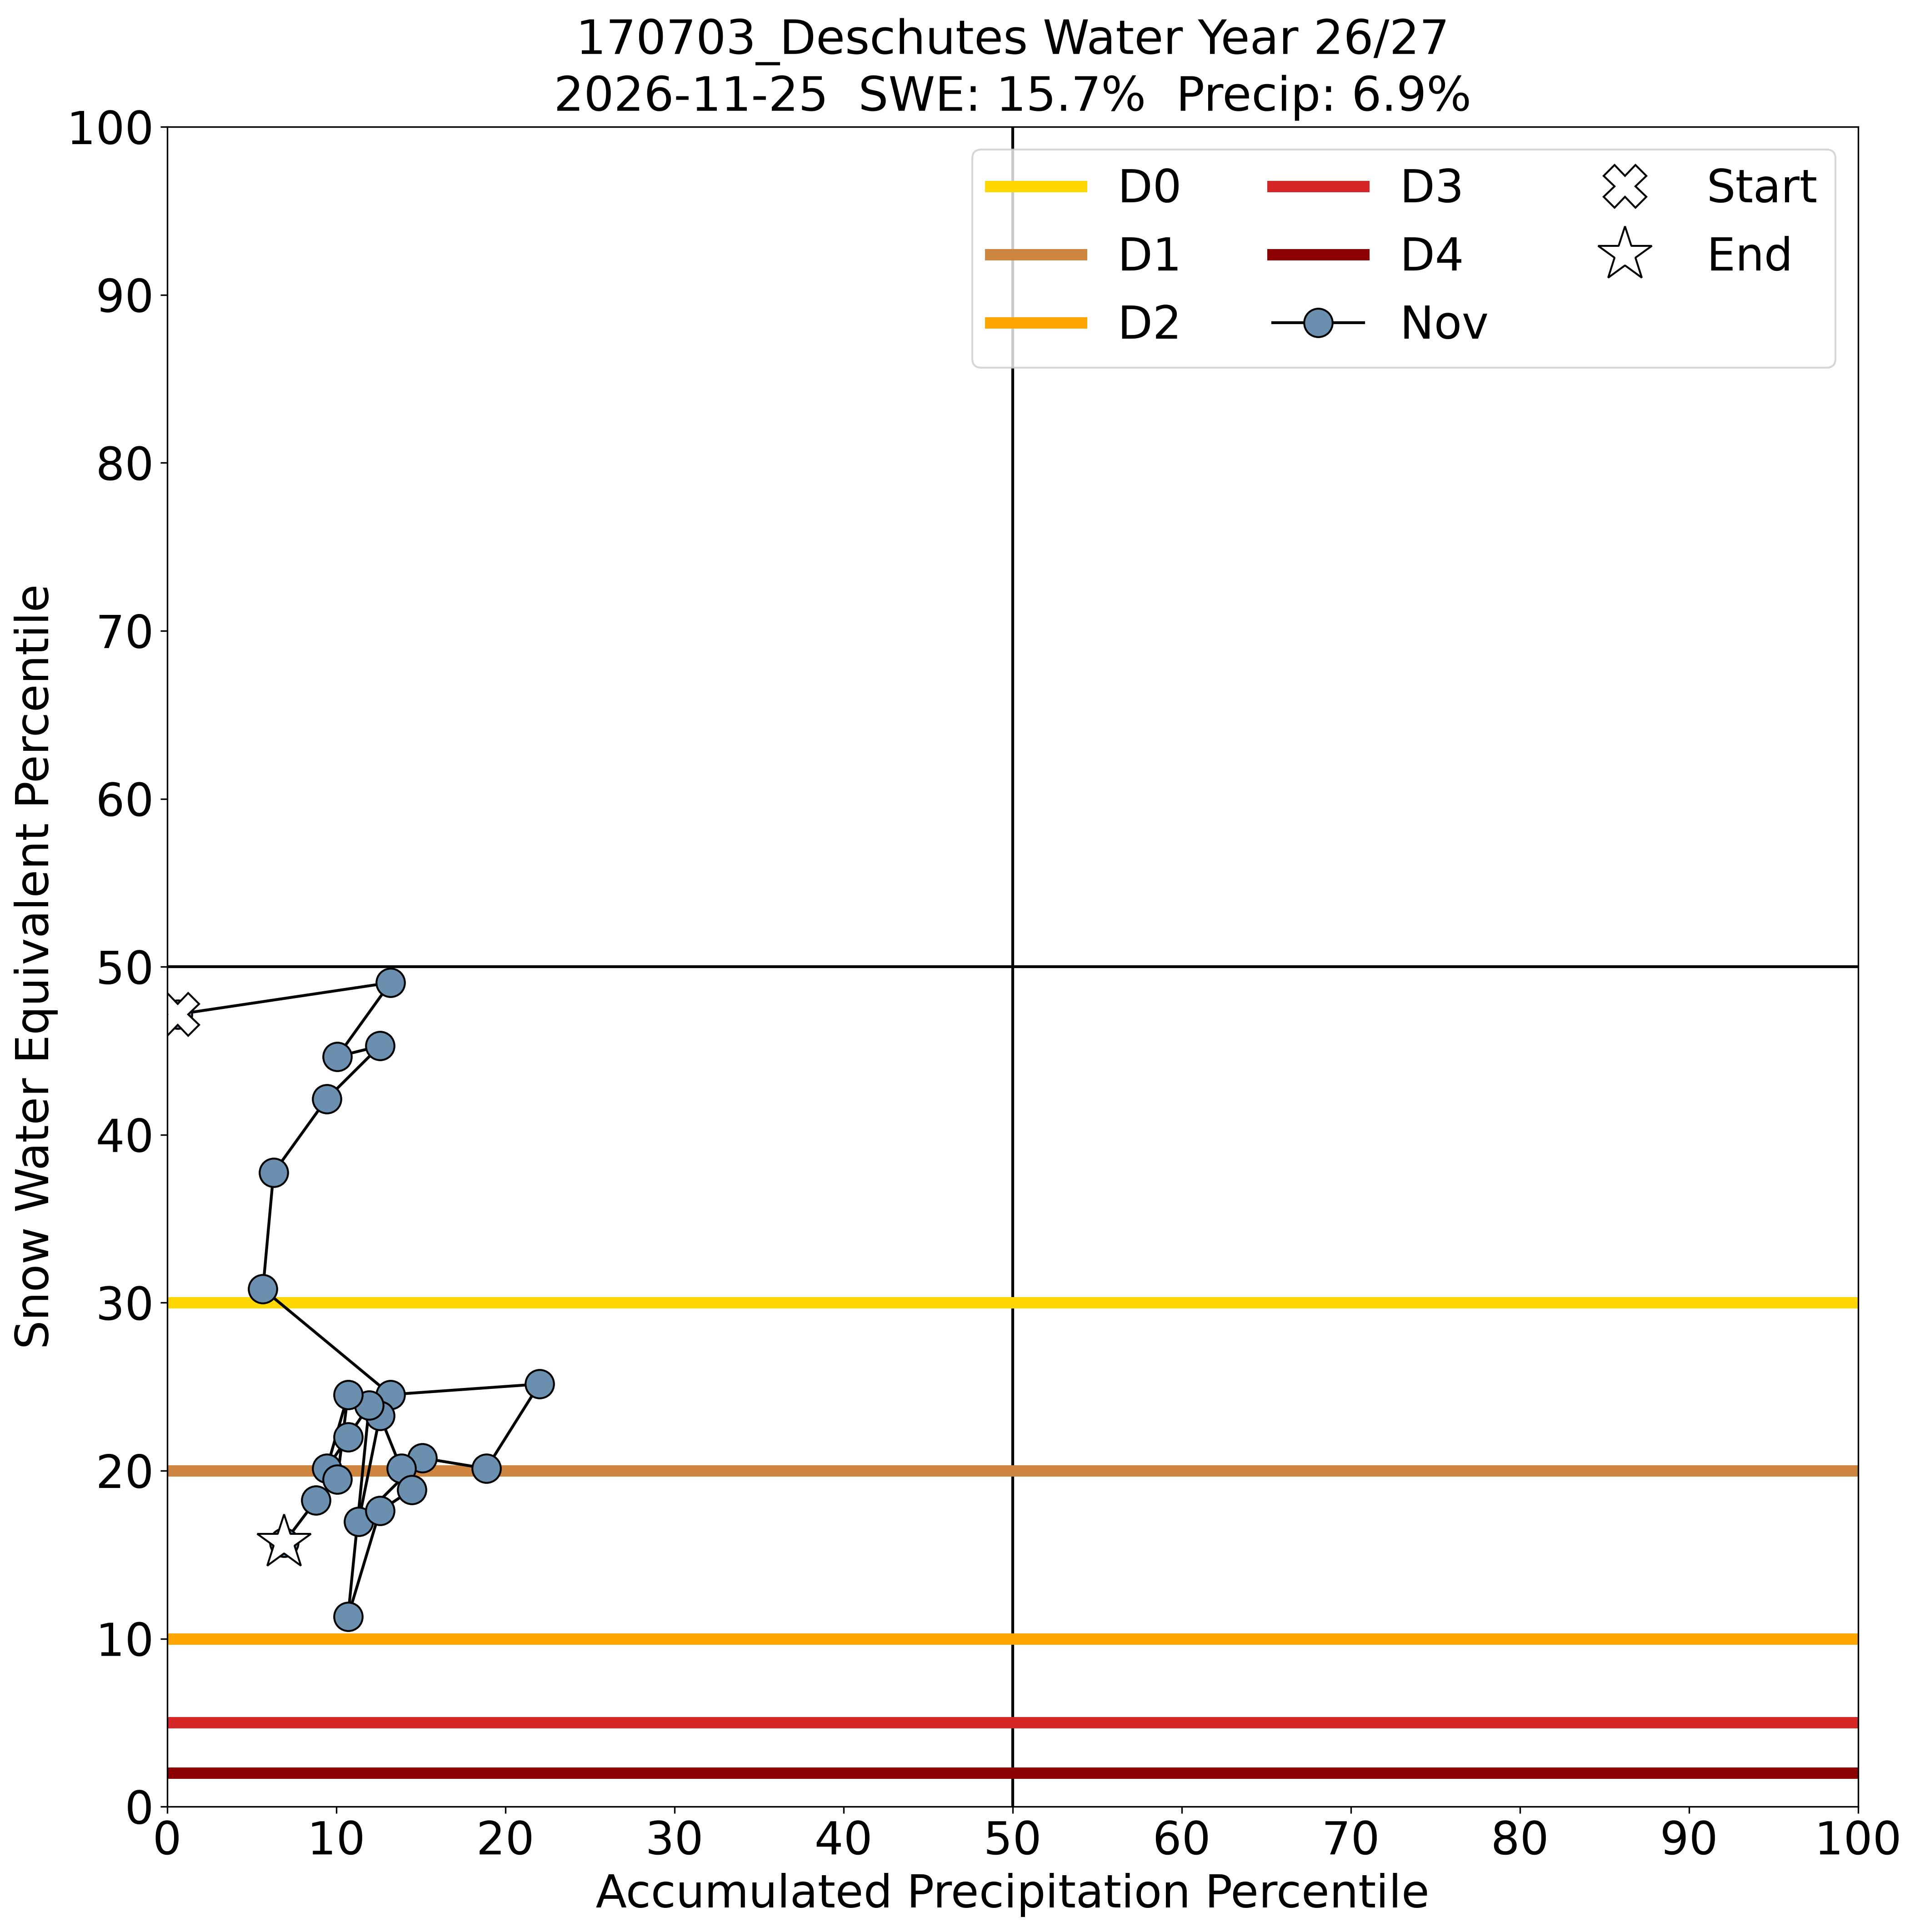 170703_Deschutes Water Year 26/27
2026-11-25 SWE: 15.7% Precip: 6.9%
D0
D1
D2
D3
D4
Nov
Start
End
Snow Water Equivalent Percentile
100
90
80
70
60
50
40
30
20
10
0
0 10 20 30 40 50 60 70 80 90 100
Accumulated Precipitation Percentile